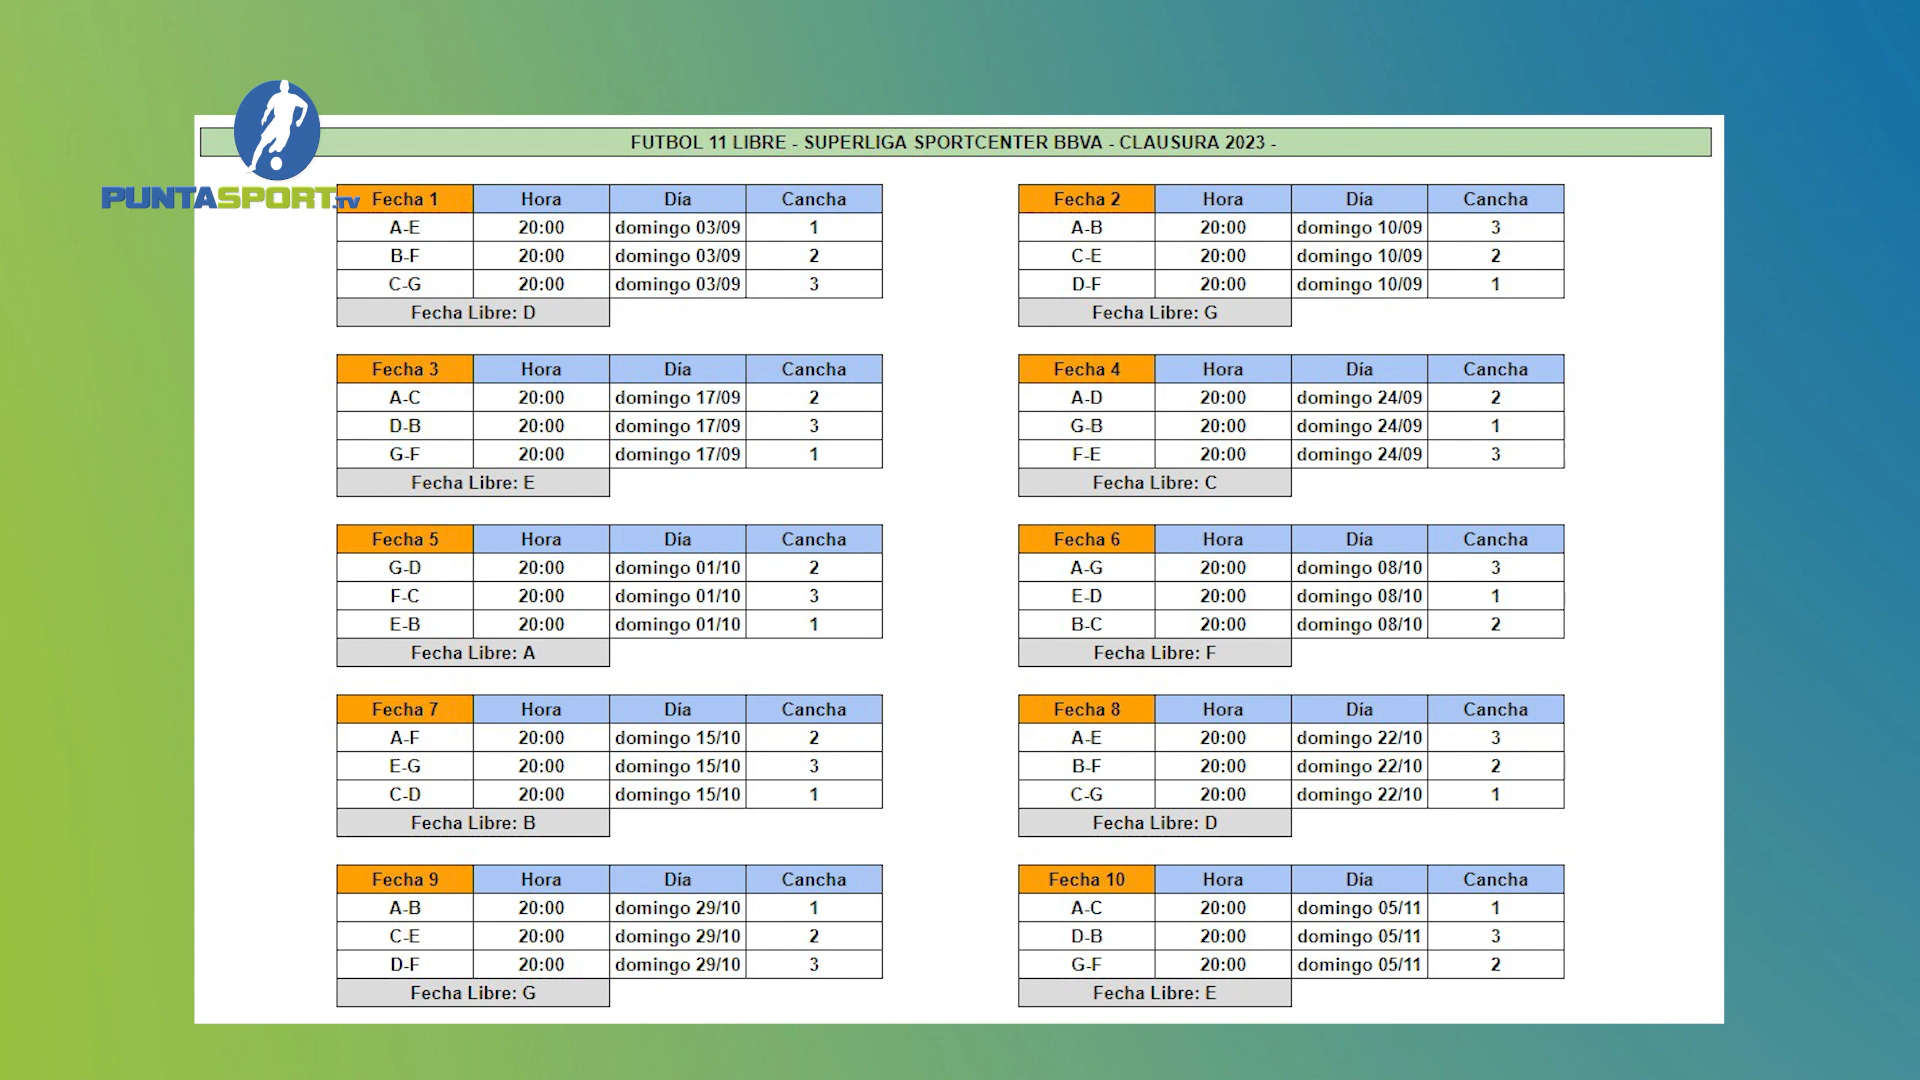 PUNTASPORT.TV
FUTBOL 11 LIBRE - SUPERLIGA SPORTCENTER BBVA - CLAUSURA 2023 -
Fecha 1 Hora Día Cancha
A-E 20:00 domingo 03/09 1
B-F 20:00 domingo 03/09 2
C-G 20:00 domingo 03/09 3
Fecha Libre: D
Fecha 2 Hora Día Cancha
A-B 20:00 domingo 10/09 3
C-E 20:00 domingo 10/09 2
D-F 20:00 domingo 10/09 1
Fecha Libre: G
Fecha 3 Hora Día Cancha
A-C 20:00 domingo 17/09 2
D-B 20:00 domingo 17/09 3
G-F 20:00 domingo 17/09 1
Fecha Libre: E
Fecha 4 Hora Día Cancha
A-D 20:00 domingo 24/09 2
G-B 20:00 domingo 24/09 1
F-E 20:00 domingo 24/09 3
Fecha Libre: C
Fecha 5 Hora Día Cancha
G-D 20:00 domingo 01/10 2
F-C 20:00 domingo 01/10 3
E-B 20:00 domingo 01/10 1
Fecha Libre: A
Fecha 6 Hora Día Cancha
A-G 20:00 domingo 08/10 3
E-D 20:00 domingo 08/10 1
B-C 20:00 domingo 08/10 2
Fecha Libre: F
Fecha 7 Hora Día Cancha
A-F 20:00 domingo 15/10 2
E-G 20:00 domingo 15/10 3
C-D 20:00 domingo 15/10 1
Fecha Libre: B
Fecha 8 Hora Día Cancha
A-E 20:00 domingo 22/10 3
B-F 20:00 domingo 22/10 2
C-G 20:00 domingo 22/10 1
Fecha Libre: D
Fecha 9 Hora Día Cancha
A-B 20:00 domingo 29/10 1
C-E 20:00 domingo 29/10 2
D-F 20:00 domingo 29/10 3
Fecha Libre: G
Fecha 10 Hora Día Cancha
A-C 20:00 domingo 05/11 1
D-B 20:00 domingo 05/11 3
G-F 20:00 domingo 05/11 2
Fecha Libre: E